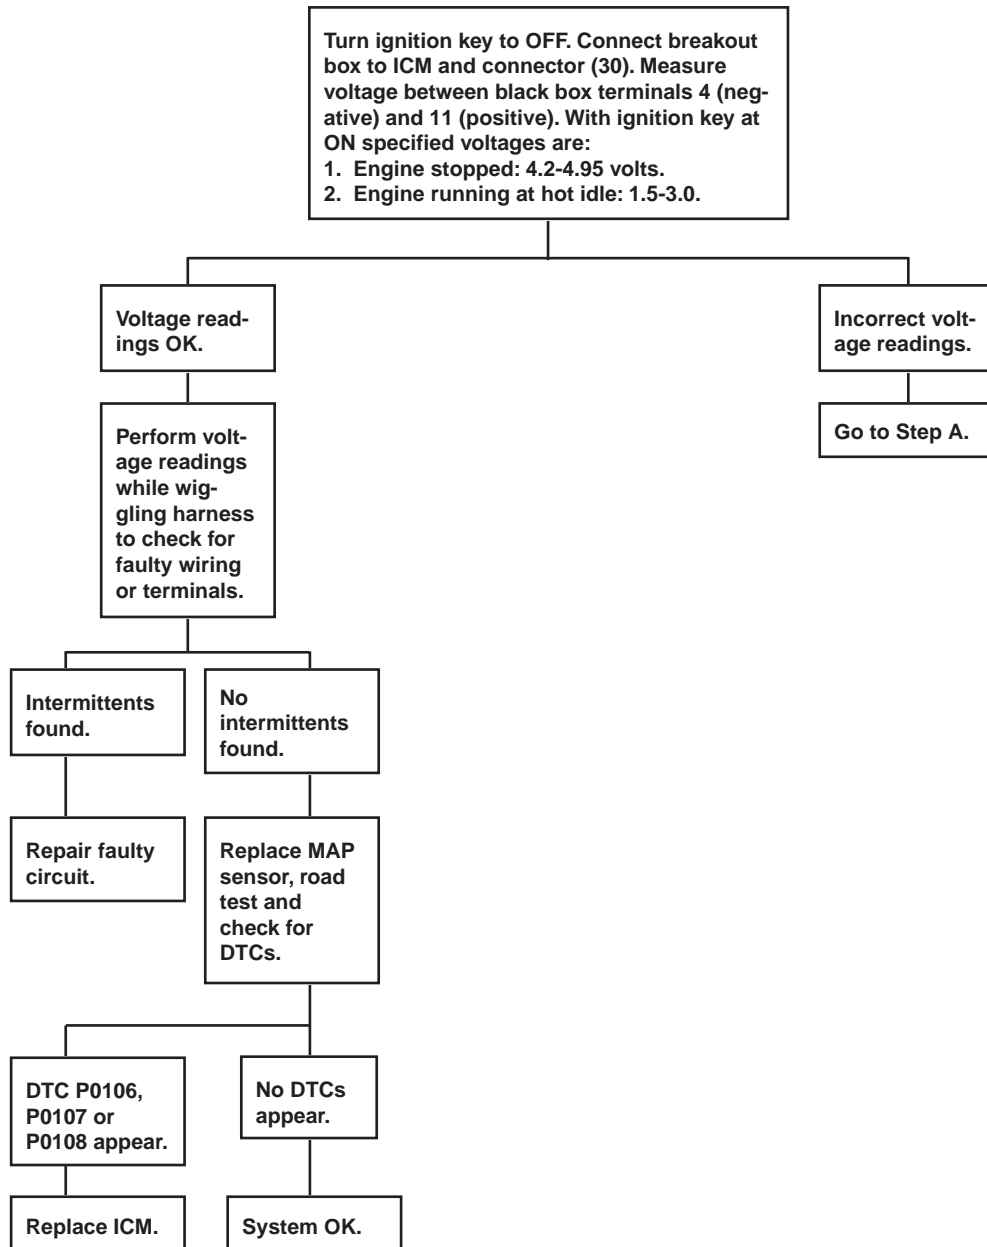 Turn ignition key to OFF. Connect breakout
box to ICM and connector (30). Measure
voltage between black box terminals 4 (neg-
ative) and 11 (positive). With ignition key at
ON specified voltages are:
1. Engine stopped: 4.2-4.95 volts.
2. Engine running at hot idle: 1.5-3.0.
Voltage read-
ings OK.
Incorrect volt-
age readings.
Perform volt-
age readings
while wig-
gling harness
to check for
faulty wiring
or terminals.
Go to Step A.
Intermittents
found.
No
intermittents
found.
Repair faulty
circuit.
Replace MAP
sensor, road
test and
check for
DTCs.
DTC P0106,
P0107 or
P0108 appear.
No DTCs
appear.
Replace ICM.
System OK.